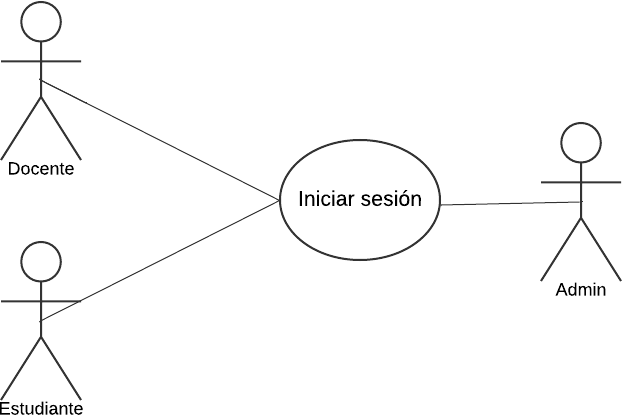 Docente
Iniciar sesión
Admin
Estudiante